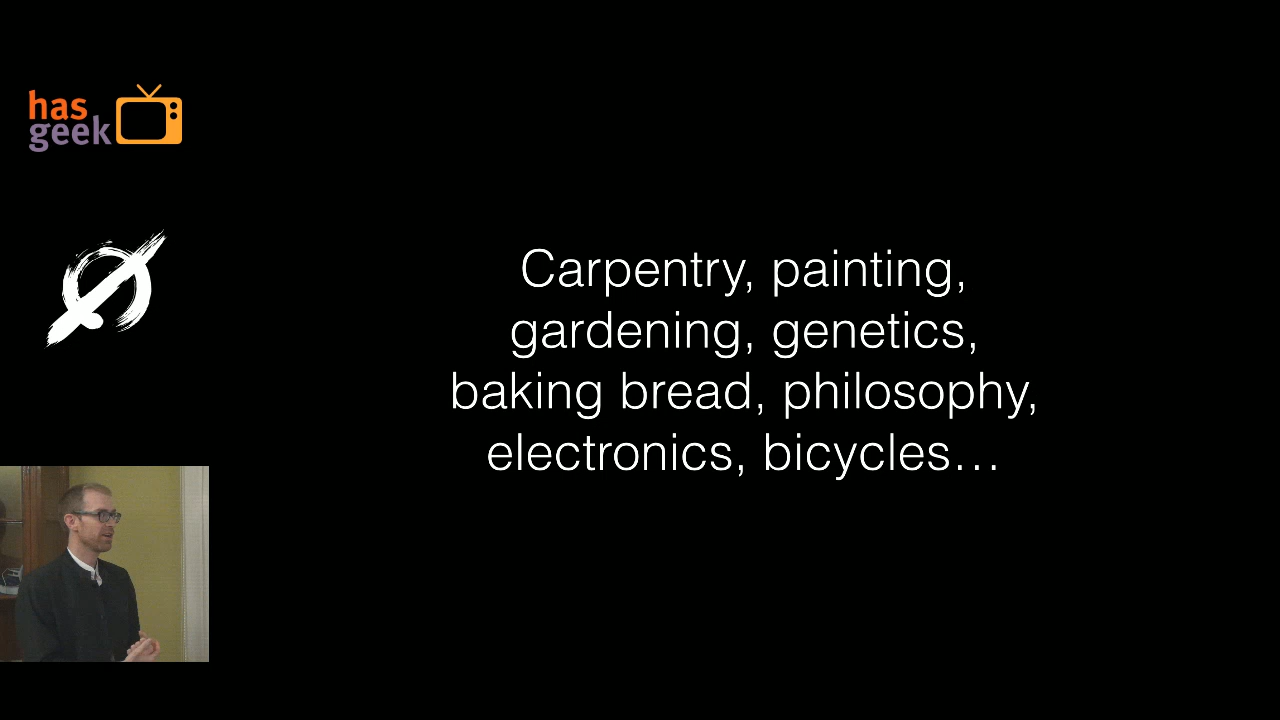 has
geek
Carpentry, painting,
gardening, genetics,
baking bread, philosophy,
electronics, bicycles…